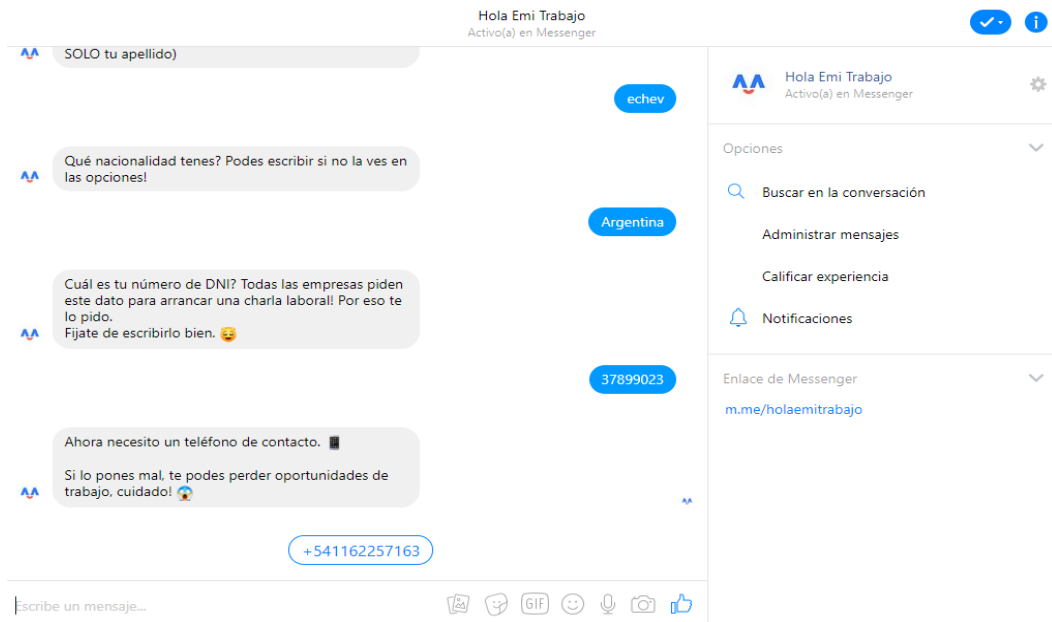 Hola Emi Trabajo
Activo(a) en Messenger
SOLO tu apellido)
echev
Qué nacionalidad tenes? Podes escribir si no la ves en
las opciones!
Argentina
Cuál es tu número de DNI? Todas las empresas piden
este dato para arrancar una charla laboral! Por eso te
lo pido.
Fijate de escribirlo bien. 😩
37899023
Ahora necesito un teléfono de contacto. 📱
Si lo pones mal, te podes perder oportunidades de
trabajo, cuidado! 😱
+541162257163
Escribe un mensaje...
GIF
Hola Emi Trabajo
Activo(a) en Messenger
Opciones
Buscar en la conversación
Administrar mensajes
Calificar experiencia
Notificaciones
Enlace de Messenger
m.me/holaemitrabajo